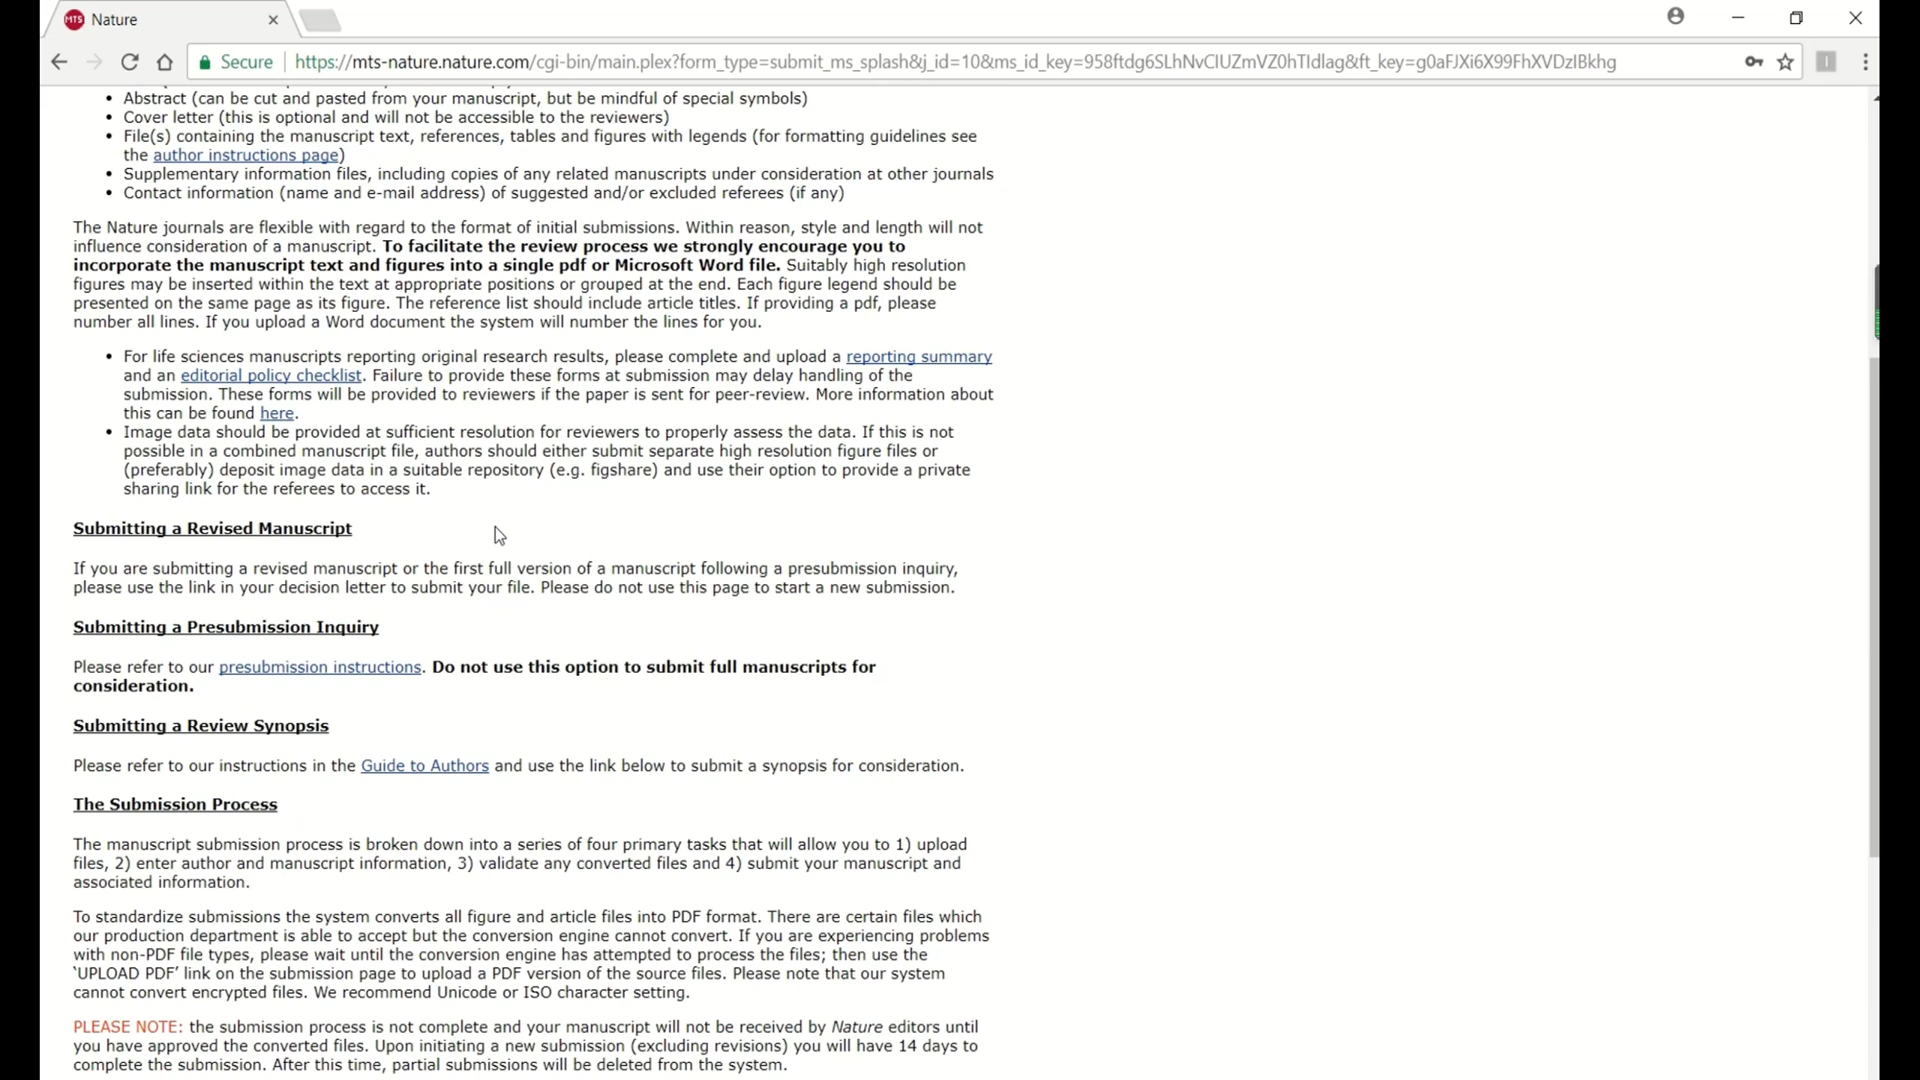 MTS Nature
Secure https://mts-nature.nature.com/cgi-bin/main.plex?form_type=submit_ms_splash&j_id=10&ms_id_key=958ftdg6SLhNvCIUZmVZ0hTIdlag&ft_key=g0aFJXi6X99FhXVDzIBkhg
• Abstract (can be cut and pasted from your manuscript, but be mindful of special symbols)
• Cover letter (this is optional and will not be accessible to the reviewers)
• File(s) containing the manuscript text, references, tables and figures with legends (for formatting guidelines see
the author instructions page)
• Supplementary information files, including copies of any related manuscripts under consideration at other journals
• Contact information (name and e-mail address) of suggested and/or excluded referees (if any)
The Nature journals are flexible with regard to the format of initial submissions. Within reason, style and length will not
influence consideration of a manuscript. To facilitate the review process we strongly encourage you to
incorporate the manuscript text and figures into a single pdf or Microsoft Word file. Suitably high resolution
figures may be inserted within the text at appropriate positions or grouped at the end. Each figure legend should be
presented on the same page as its figure. The reference list should include article titles. If providing a pdf, please
number all lines. If you upload a Word document the system will number the lines for you.
• For life sciences manuscripts reporting original research results, please complete and upload a reporting summary
and an editorial policy checklist. Failure to provide these forms at submission may delay handling of the
submission. These forms will be provided to reviewers if the paper is sent for peer-review. More information about
this can be found here.
• Image data should be provided at sufficient resolution for reviewers to properly assess the data. If this is not
possible in a combined manuscript file, authors should either submit separate high resolution figure files or
(preferably) deposit image data in a suitable repository (e.g. figshare) and use their option to provide a private
sharing link for the referees to access it.
Submitting a Revised Manuscript
If you are submitting a revised manuscript or the first full version of a manuscript following a presubmission inquiry,
please use the link in your decision letter to submit your file. Please do not use this page to start a new submission.
Submitting a Presubmission Inquiry
Please refer to our presubmission instructions. Do not use this option to submit full manuscripts for
consideration.
Submitting a Review Synopsis
Please refer to our instructions in the Guide to Authors and use the link below to submit a synopsis for consideration.
The Submission Process
The manuscript submission process is broken down into a series of four primary tasks that will allow you to 1) upload
files, 2) enter author and manuscript information, 3) validate any converted files and 4) submit your manuscript and
associated information.
To standardize submissions the system converts all figure and article files into PDF format. There are certain files which
our production department is able to accept but the conversion engine cannot convert. If you are experiencing problems
with non-PDF file types, please wait until the conversion engine has attempted to process the files; then use the
‘UPLOAD PDF’ link on the submission page to upload a PDF version of the source files. Please note that our system
cannot convert encrypted files. We recommend Unicode or ISO character setting.
PLEASE NOTE: the submission process is not complete and your manuscript will not be received by Nature editors until
you have approved the converted files. Upon initiating a new submission (excluding revisions) you will have 14 days to
complete the submission. After this time, partial submissions will be deleted from the system.